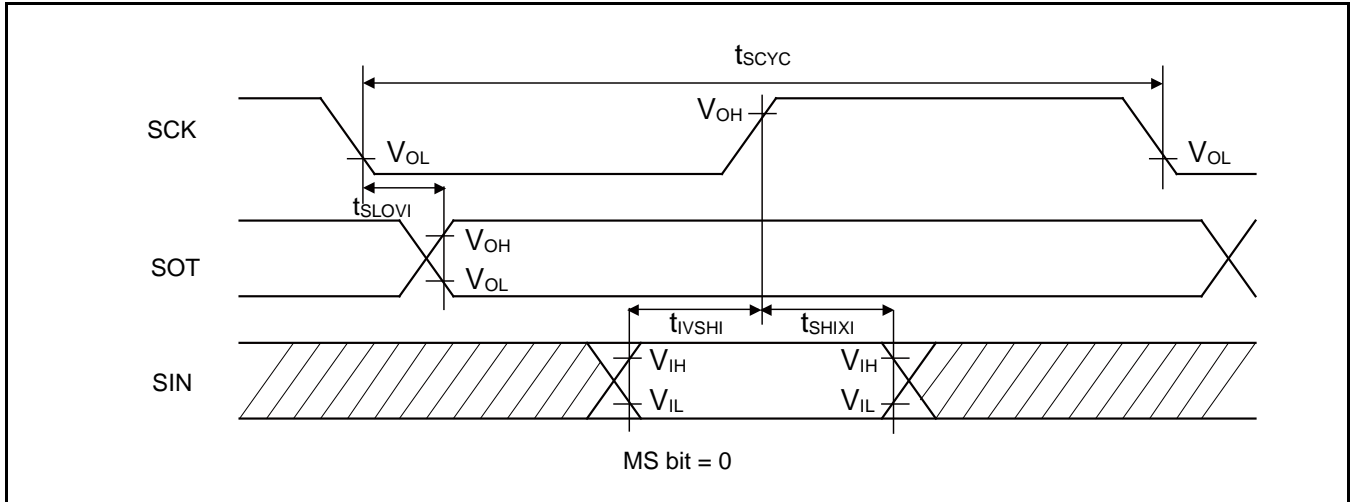 tSCYC
SCK
VOH
VOL
VOL
tSLOVI
SOT
VOH
VOL
tIVSHI
tSHIXI
SIN
VIH
VIH
VIL
VIL
MS bit = 0